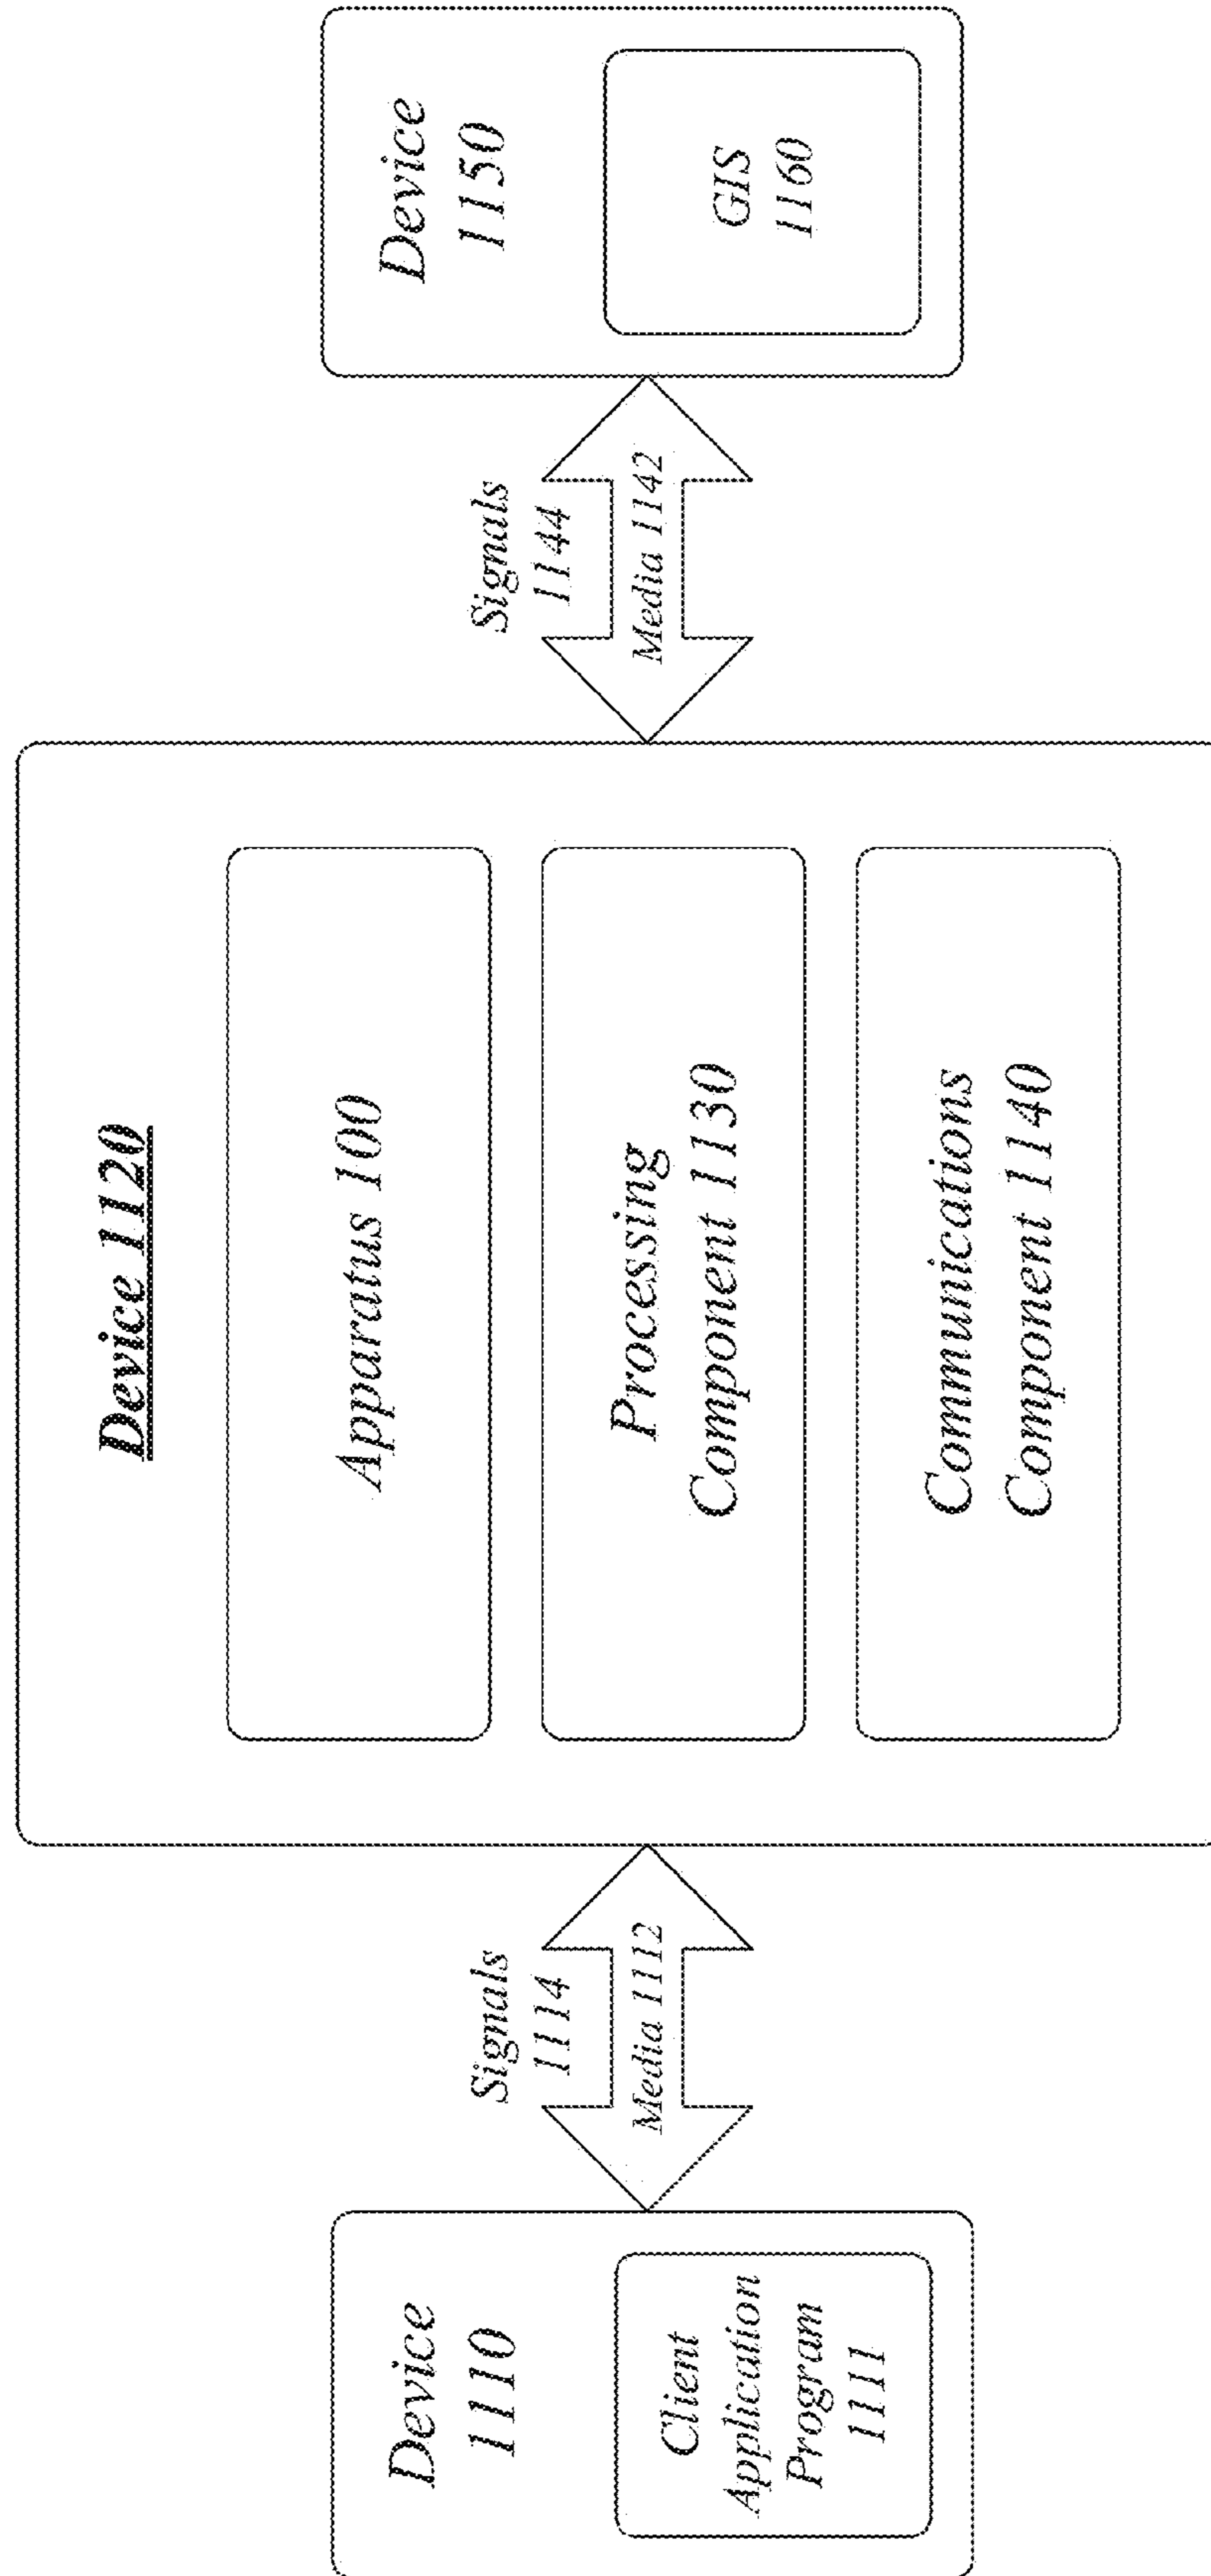 Device 1120
Device
1110
Client
Application
Program
1111
Signals
1114
Media 1112
Apparatus 100
Processing
Component 1130
Communications
Component 1140
Signals
1144
Media 1142
Device
1150
GIS
1160